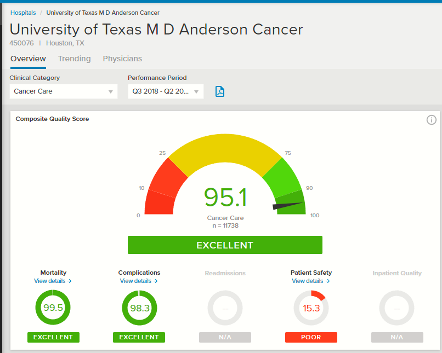 Hospitals / University of Texas M D Anderson Cancer
University of Texas M D Anderson Cancer
450076 | Houston, TX
Overview Trending Physicians
Clinical Category Performance Period
Cancer Care Q3 2018 - Q2 20...
Composite Quality Score
25 75
10 90
0 100
95.1
Cancer Care
n = 11738
EXCELLENT
Mortality Complications Readmissions Patient Safety Inpatient Quality
View details > View details > View details >
99.5 98.3 - 15.3 -
EXCELLENT EXCELLENT N/A POOR N/A